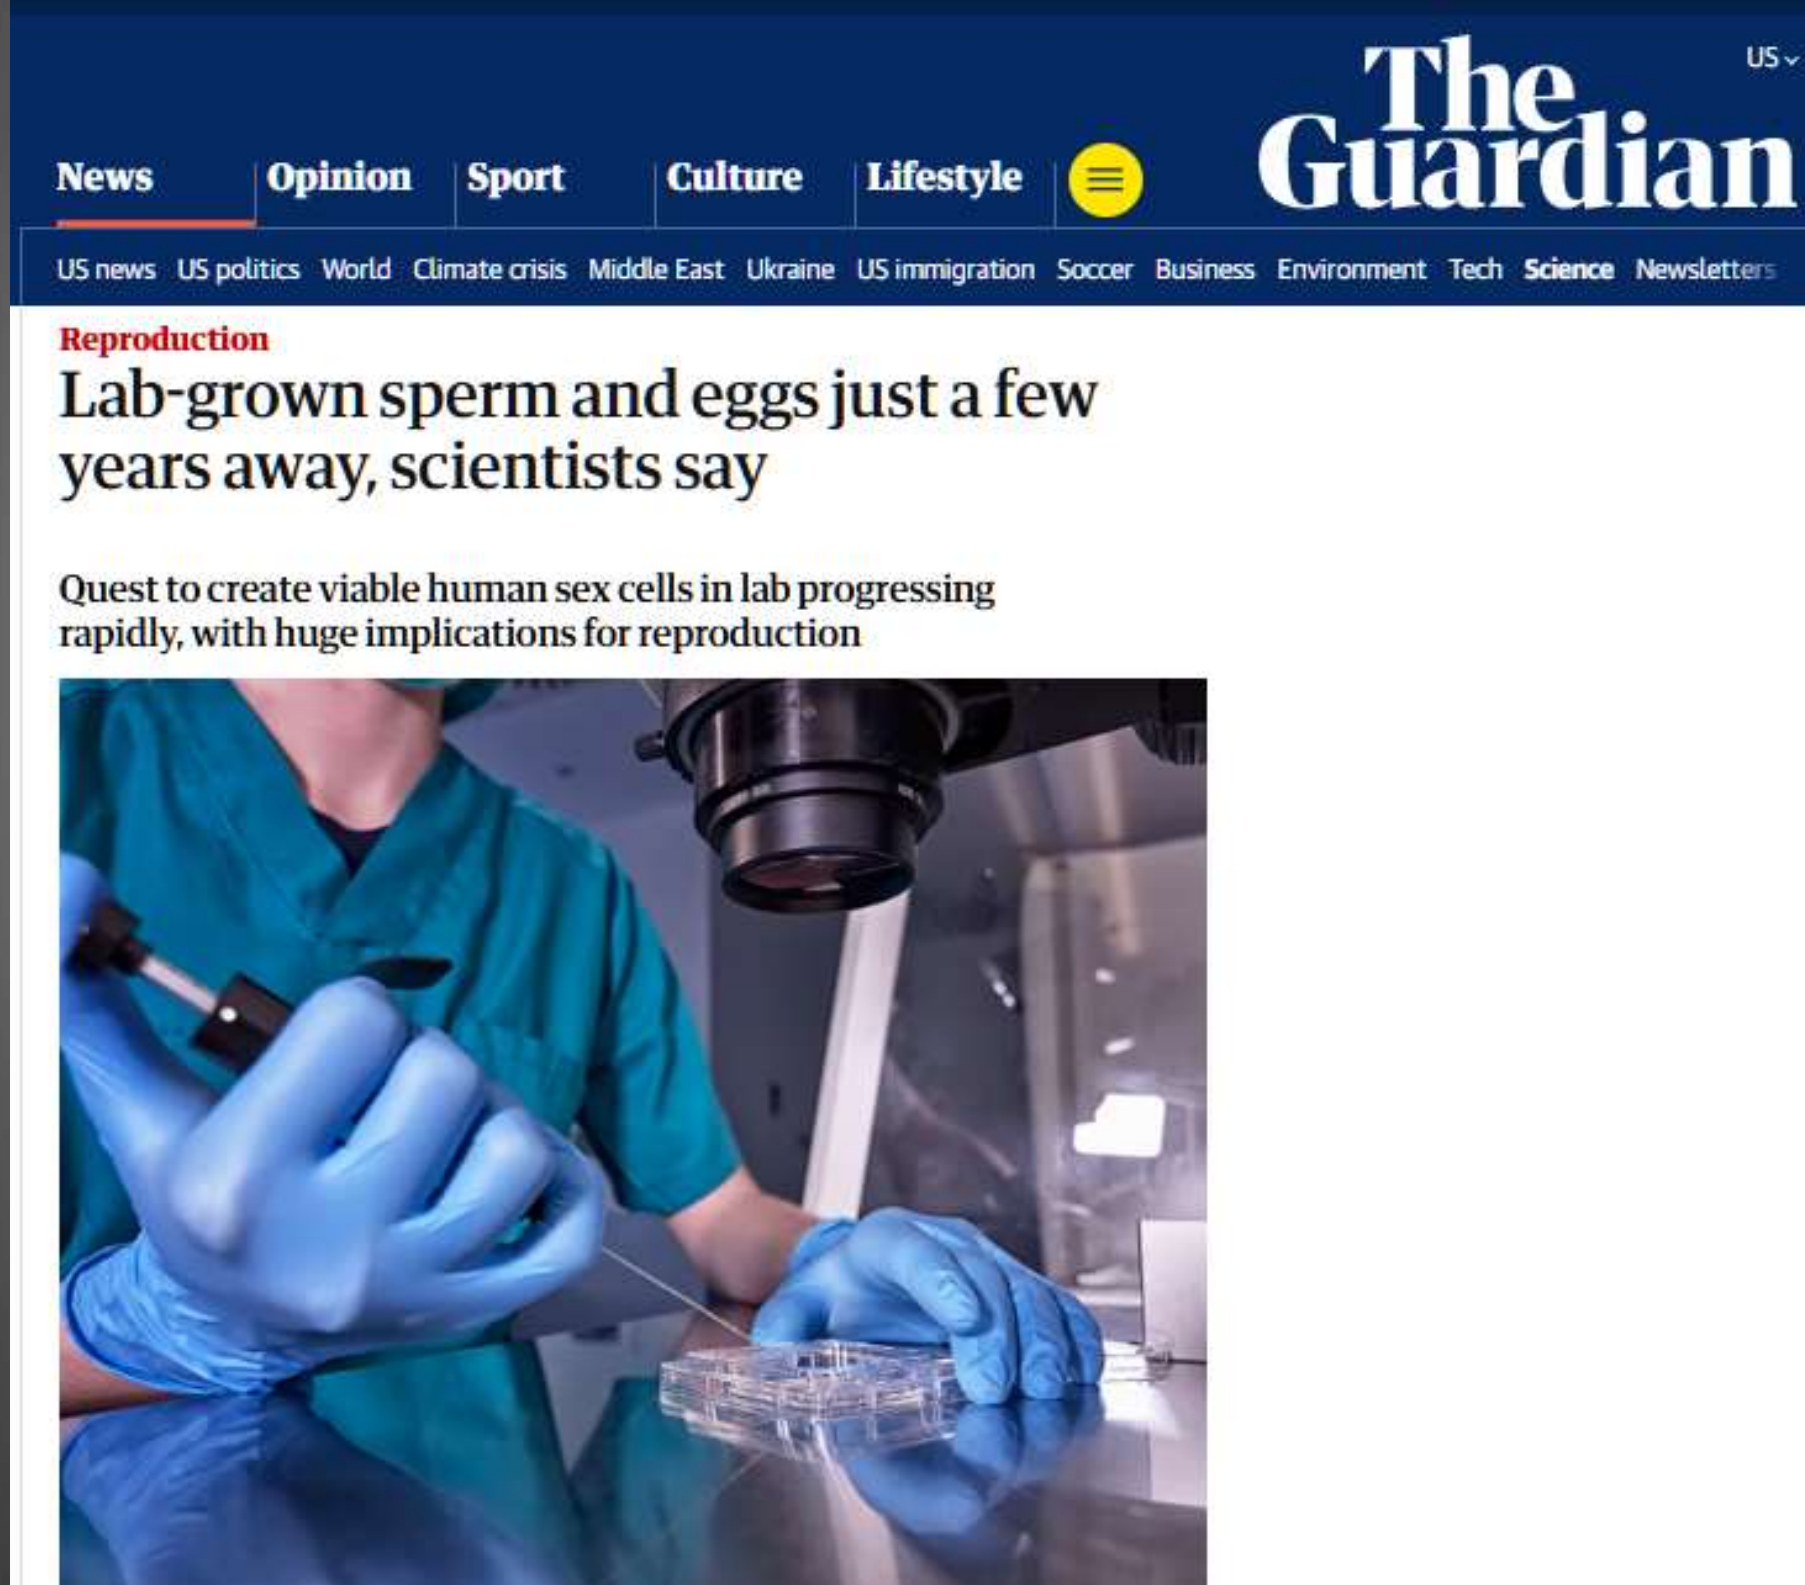 US
The
Guardian
News Opinion Sport Culture Lifestyle
US news US politics World Climate crisis Middle East Ukraine US immigration Soccer Business Environment Tech Science Newsletters
Reproduction
Lab-grown sperm and eggs just a few
years away, scientists say
Quest to create viable human sex cells in lab progressing
rapidly, with huge implications for reproduction